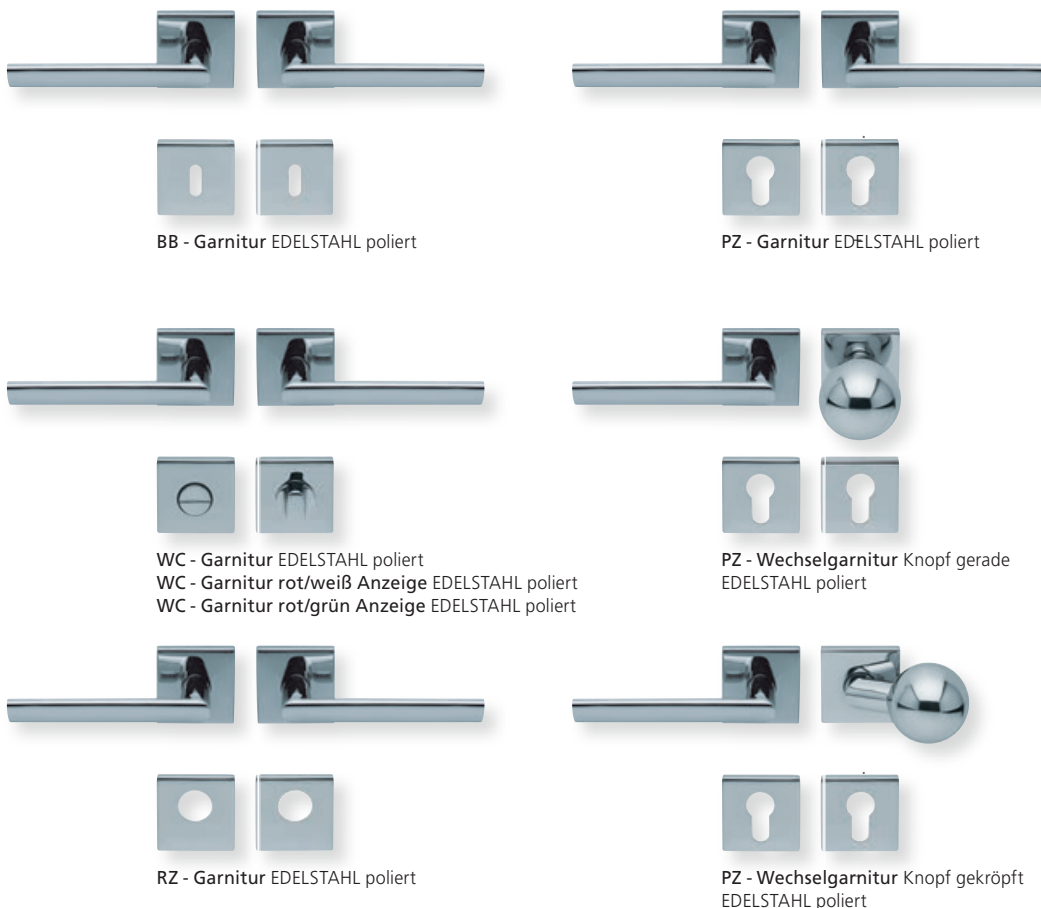 BB - Garnitur EDELSTAHL poliert
PZ - Garnitur EDELSTAHL poliert
WC - Garnitur EDELSTAHL poliert
WC - Garnitur rot/weiß Anzeige EDELSTAHL poliert
WC - Garnitur rot/grün Anzeige EDELSTAHL poliert
PZ - Wechselgarnitur Knopf gerade
EDELSTAHL poliert
RZ - Garnitur EDELSTAHL poliert
PZ - Wechselgarnitur Knopf gekröpft
EDELSTAHL poliert